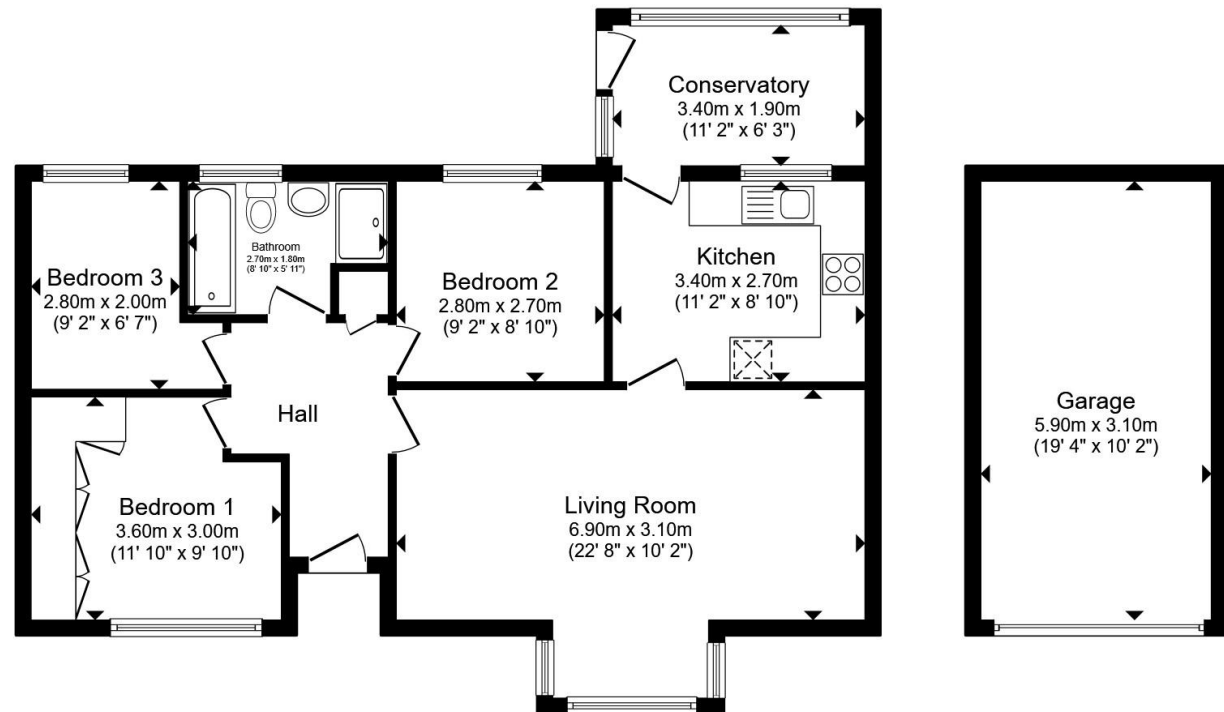 Conservatory
3.40m x 1.90m
(11' 2" x 6' 3")
Bathroom
2.70m x 1.80m
(8' 10" x 5' 11")
Bedroom 3
2.80m x 2.00m
(9' 2" x 6' 7")
Bedroom 2
2.80m x 2.70m
(9' 2" x 8' 10")
Kitchen
3.40m x 2.70m
(11' 2" x 8' 10")
Hall
Garage
5.90m x 3.10m
(19' 4" x 10' 2")
Bedroom 1
3.60m x 3.00m
(11' 10" x 9' 10")
Living Room
6.90m x 3.10m
(22' 8" x 10' 2")